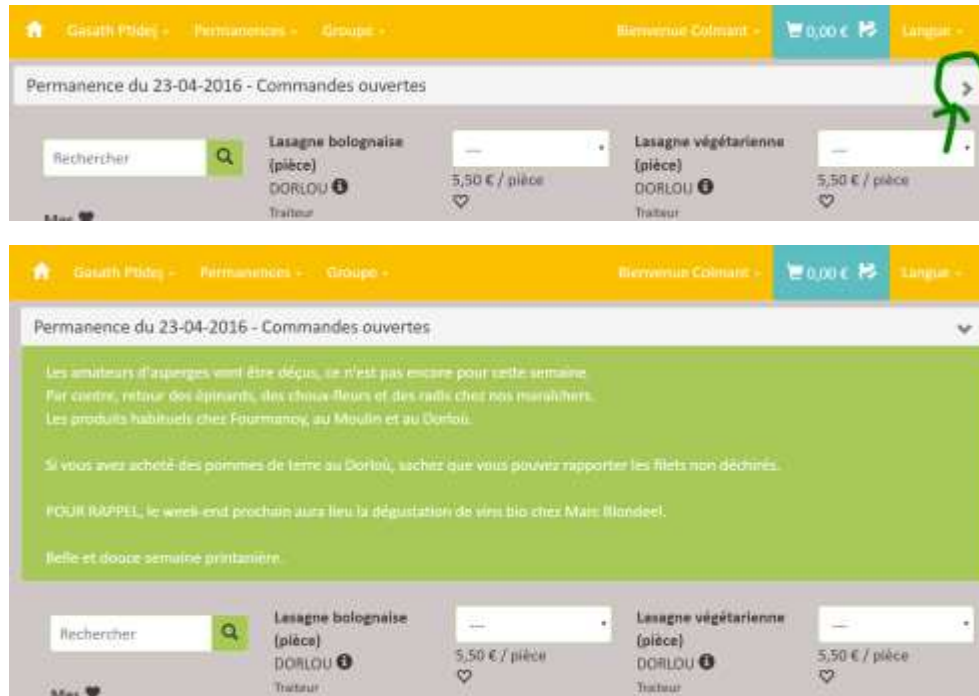 Gasath Ptidej Permanences Groupe Bienvenue Colmant 0,00 € Langue
Permanence du 23-04-2016 - Commandes ouvertes
Rechercher
Lasagne bolognaise
(pièce)
DORLOU
Traiteur
---
5,50 € / pièce
Lasagne végétarienne
(pièce)
DORLOU
Traiteur
---
5,50 € / pièce
Mes
Gasath Ptidej Permanences Groupe Bienvenue Colmant 0,00 € Langue
Permanence du 23-04-2016 - Commandes ouvertes
Les amateurs d'asperges vont être déçus, ce n'est pas encore pour cette semaine.
Par contre, retour des épinards, des choux-fleurs et des radis chez nos maraîchers.
Les produits habituels chez Fourmanoy, au Moulin et au Dorloù.
Si vous avez acheté des pommes de terre au Dorloù, sachez que vous pouvez rapporter les filets non déchirés.
POUR RAPPEL, le week-end prochain aura lieu la dégustation de vins bio chez Marc Blondeel.
Belle et douce semaine printanière.
Rechercher
Lasagne bolognaise
(pièce)
DORLOU
Traiteur
---
5,50 € / pièce
Lasagne végétarienne
(pièce)
DORLOU
Traiteur
---
5,50 € / pièce
Mes